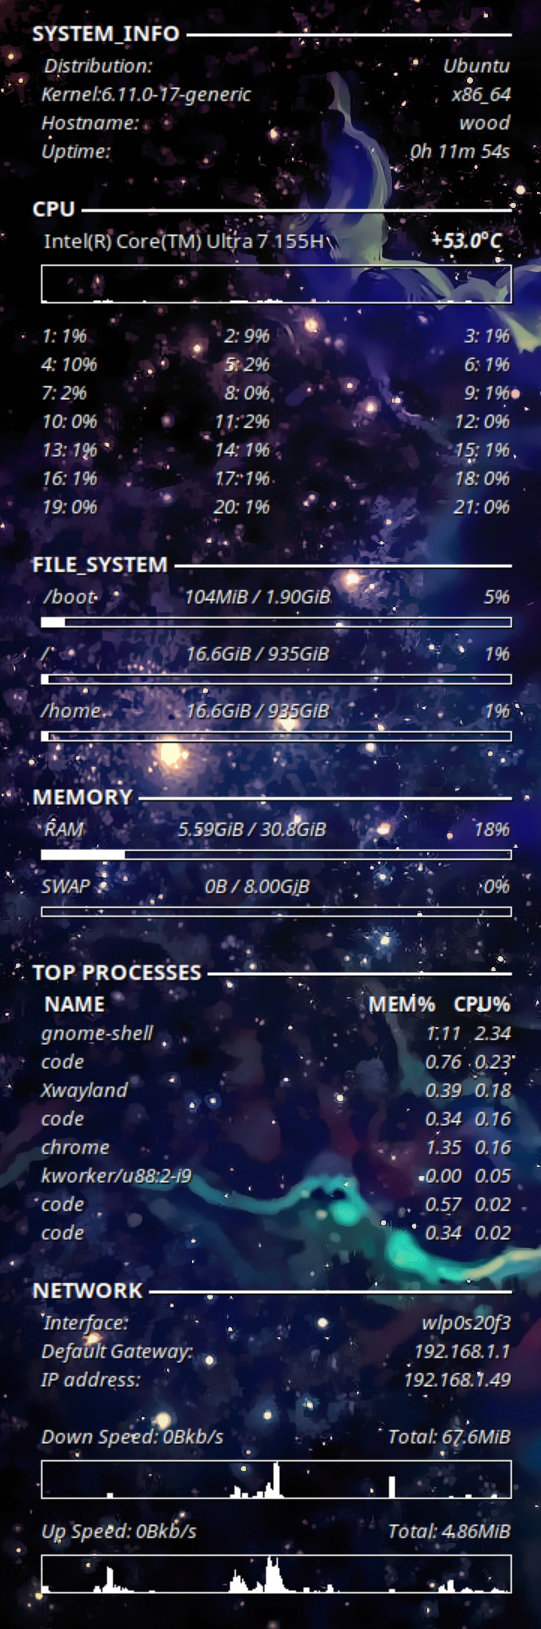 SYSTEM_INFO
Distribution: Ubuntu
Kernel:6.11.0-17-generic x86_64
Hostname: wood
Uptime: 0h 11m 54s
CPU
Intel(R) Core(TM) Ultra 7 155H +53.0°C
1: 1% 2: 9% 3: 1%
4: 10% 5: 2% 6: 1%
7: 2% 8: 0% 9: 1%
10: 0% 11: 2% 12: 0%
13: 1% 14: 1% 15: 1%
16: 1% 17: 1% 18: 0%
19: 0% 20: 1% 21: 0%
FILE_SYSTEM
/boot 104MiB / 1.90GiB 5%
/ 16.6GiB / 935GiB 1%
/home 16.6GiB / 935GiB 1%
MEMORY
RAM 5.59GiB / 30.8GiB 18%
SWAP 0B / 8.00GiB 0%
TOP PROCESSES
NAME MEM% CPU%
gnome-shell 1.11 2.34
code 0.76 0.23
Xwayland 0.39 0.18
code 0.34 0.16
chrome 1.35 0.16
kworker/u88:2-i9 0.00 0.05
code 0.57 0.02
code 0.34 0.02
NETWORK
Interface: wlp0s20f3
Default Gateway: 192.168.1.1
IP address: 192.168.1.49
Down Speed: 0Bkb/s Total: 67.6MiB
Up Speed: 0Bkb/s Total: 4.86MiB